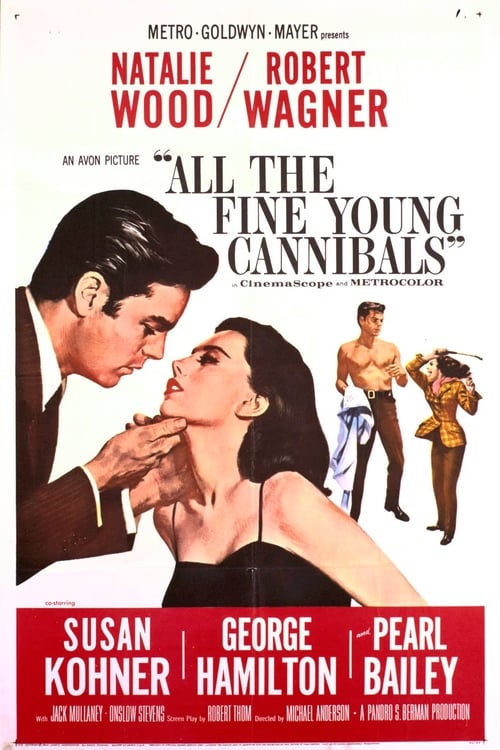 METRO-GOLDWYN-MAYER presents
NATALIE WOOD / ROBERT WAGNER
AN AVON PICTURE
"ALL THE
FINE YOUNG
CANNIBALS"
in CinemaScope and METROCOLOR
co-starring
SUSAN KOHNER
GEORGE HAMILTON
and PEARL BAILEY
With JACK MULLANEY · ONSLOW STEVENS Screen Play by ROBERT THOM Directed by MICHAEL ANDERSON · A PANDRO S. BERMAN PRODUCTION